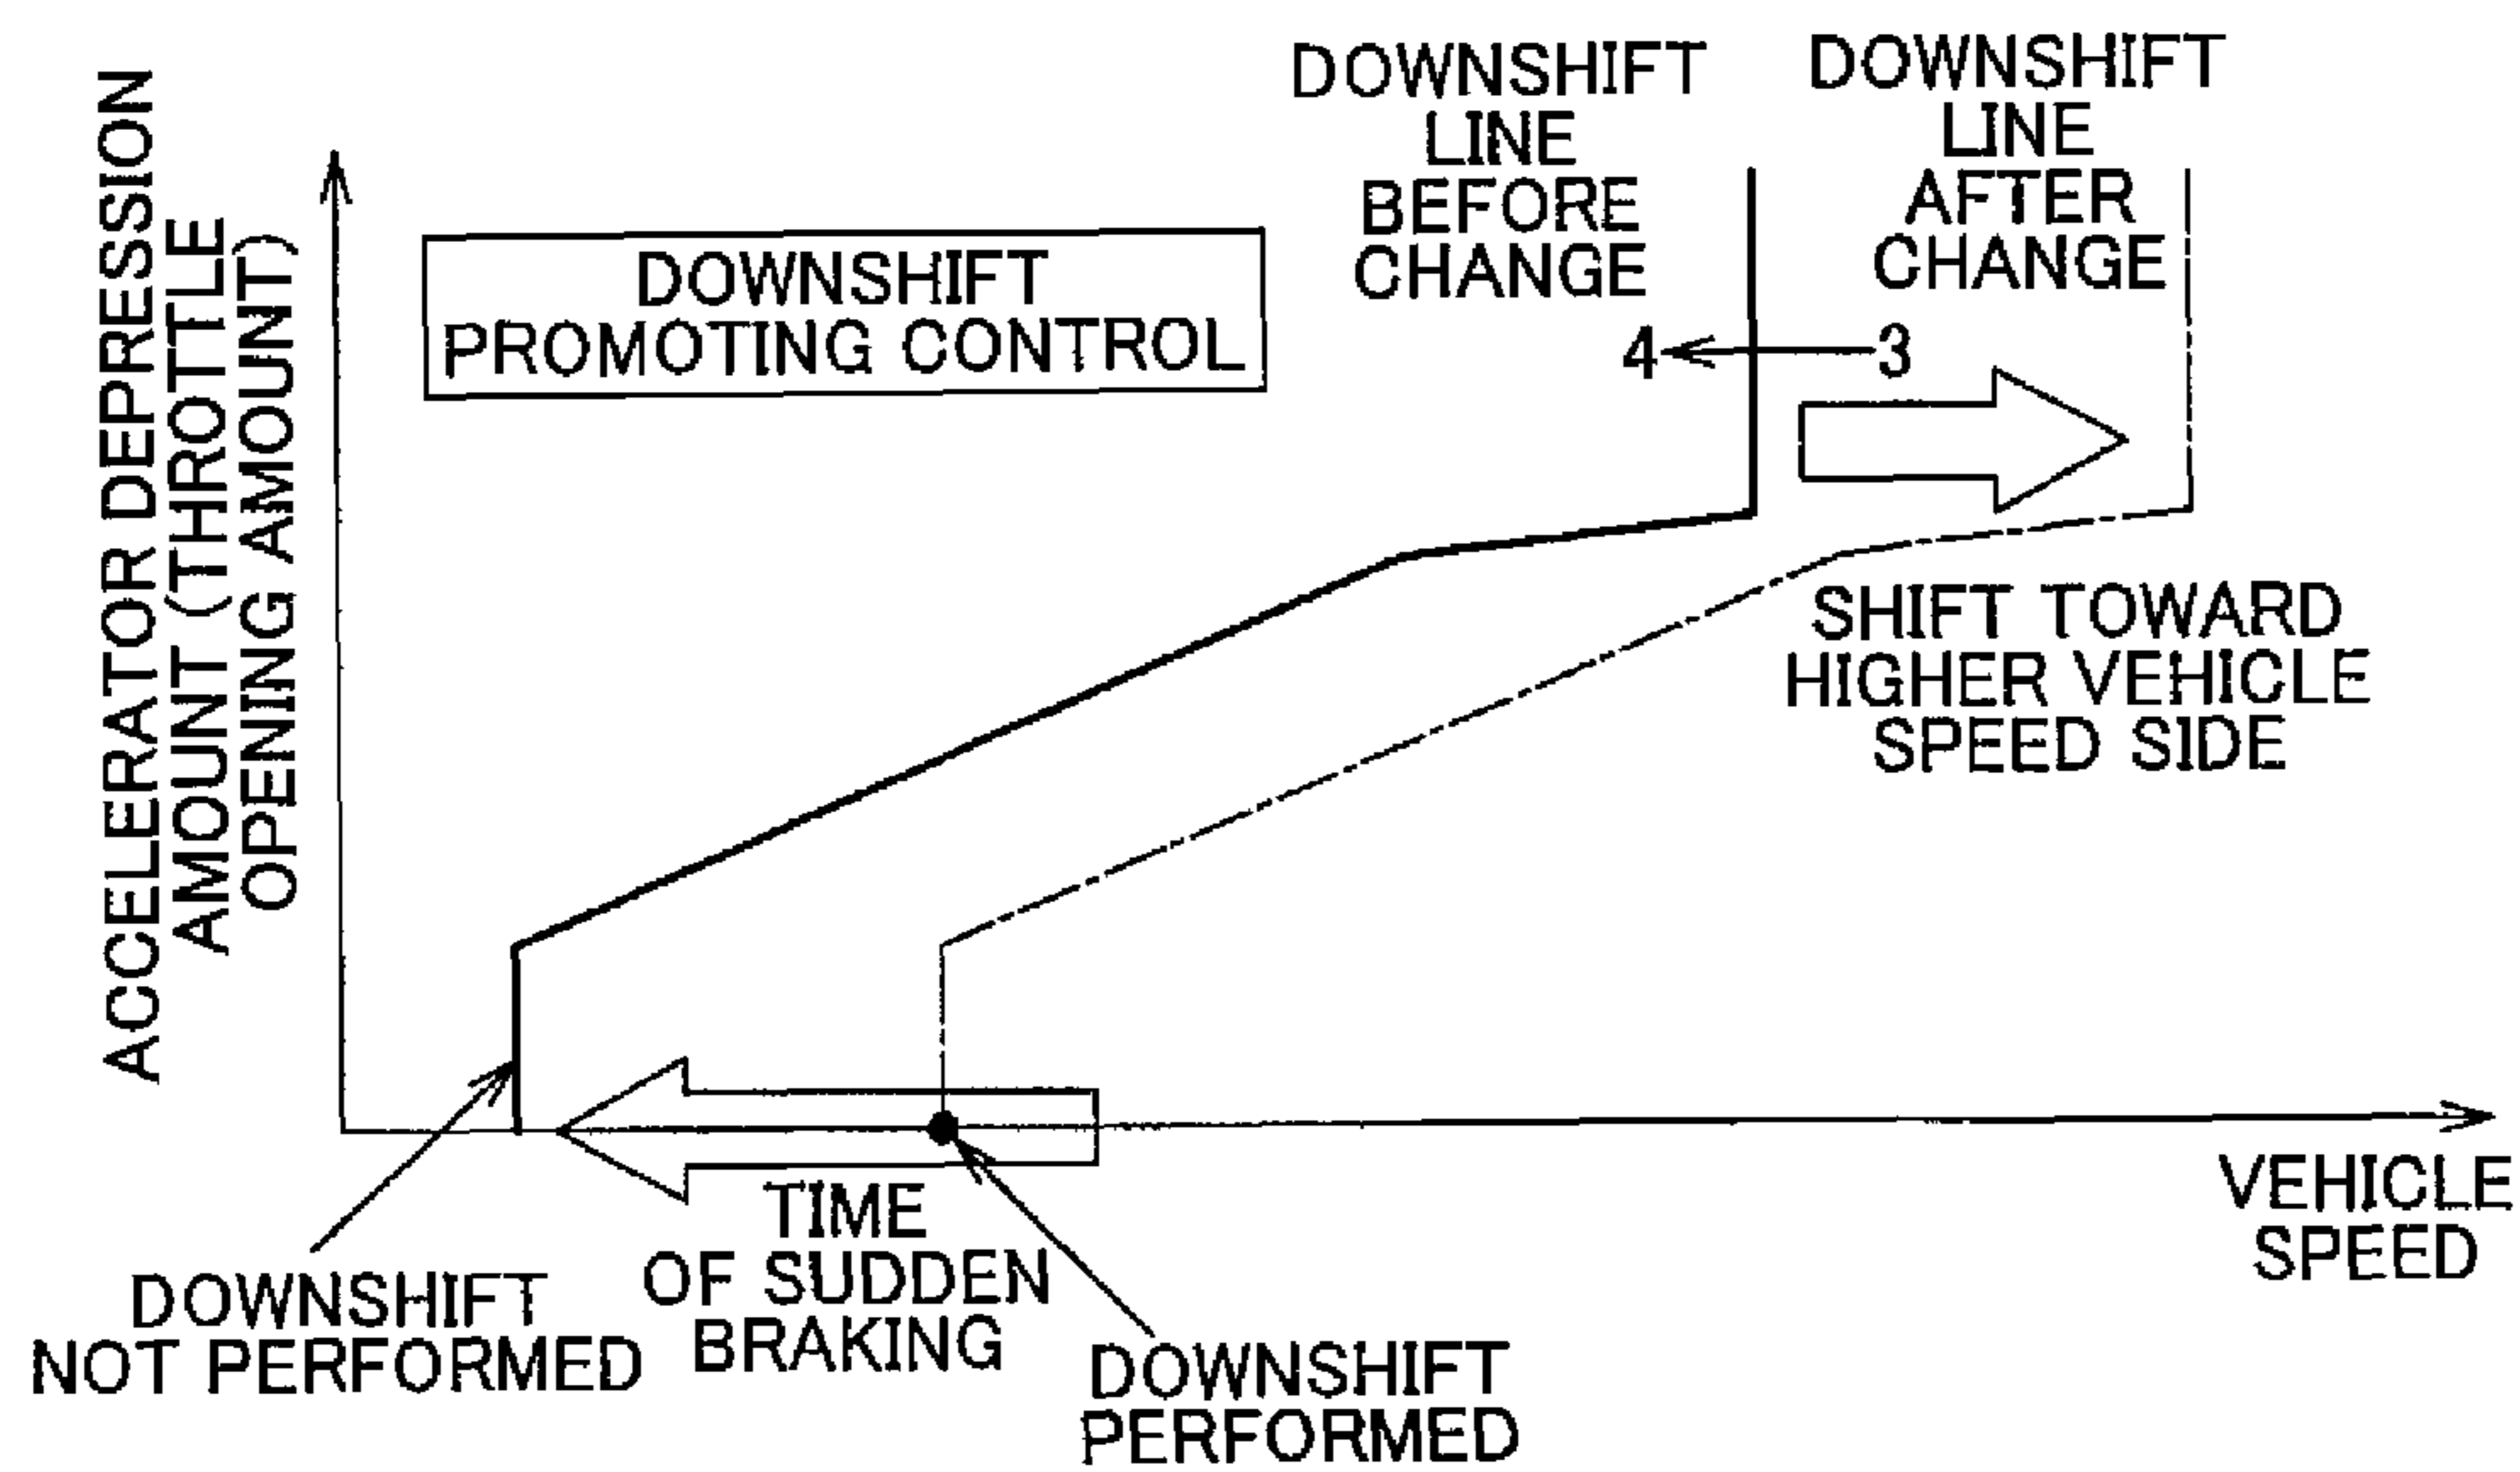 ACCELERATOR DEPRESSION
AMOUNT (THROTTLE
OPENING AMOUNT)
DOWNSHIFT
PROMOTING CONTROL
DOWNSHIFT
LINE
BEFORE
CHANGE
DOWNSHIFT
LINE
AFTER
CHANGE
4
3
SHIFT TOWARD
HIGHER VEHICLE
SPEED SIDE
VEHICLE
SPEED
DOWNSHIFT
NOT PERFORMED
TIME
OF SUDDEN
BRAKING
DOWNSHIFT
PERFORMED